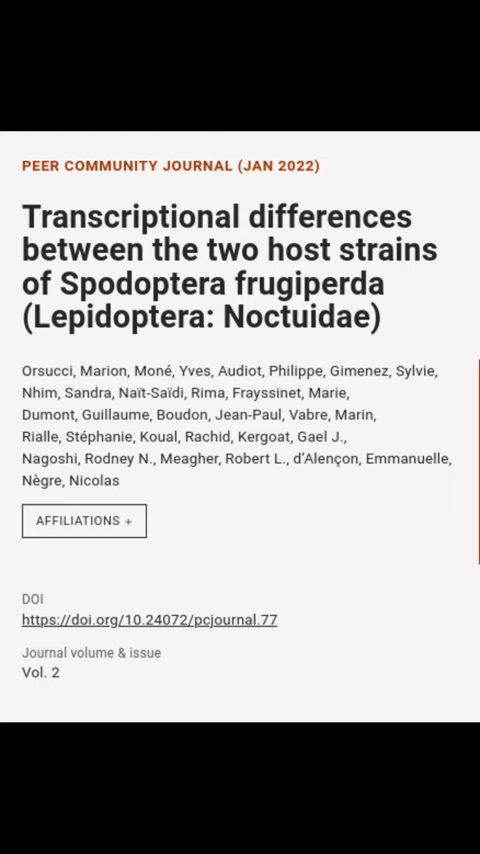 PEER COMMUNITY JOURNAL (JAN 2022)
Transcriptional differences
between the two host strains
of Spodoptera frugiperda
(Lepidoptera: Noctuidae)
Orsucci, Marion, Moné, Yves, Audiot, Philippe, Gimenez, Sylvie,
Nhim, Sandra, Naït-Saïdi, Rima, Frayssinet, Marie,
Dumont, Guillaume, Boudon, Jean-Paul, Vabre, Marin,
Rialle, Stéphanie, Koual, Rachid, Kergoat, Gael J.,
Nagoshi, Rodney N., Meagher, Robert L., d’Alençon, Emmanuelle,
Nègre, Nicolas
AFFILIATIONS +
DOI
https://doi.org/10.24072/pcjournal.77
Journal volume & issue
Vol. 2